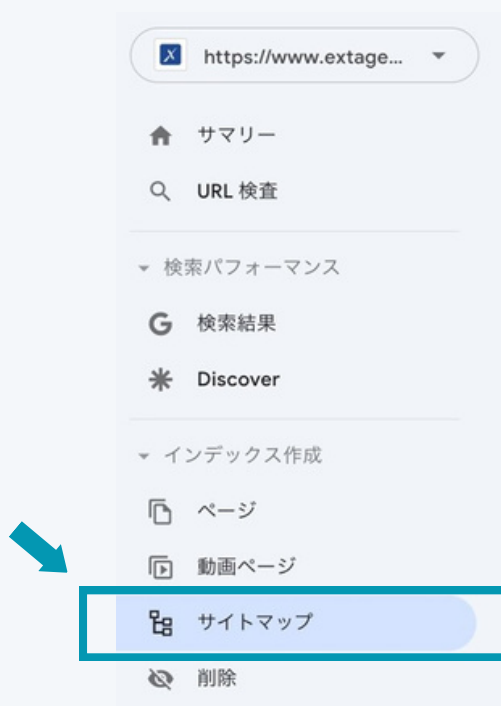 https://www.extage...
サマリー
URL 検査
検索パフォーマンス
検索結果
Discover
インデックス作成
ページ
動画ページ
サイトマップ
削除